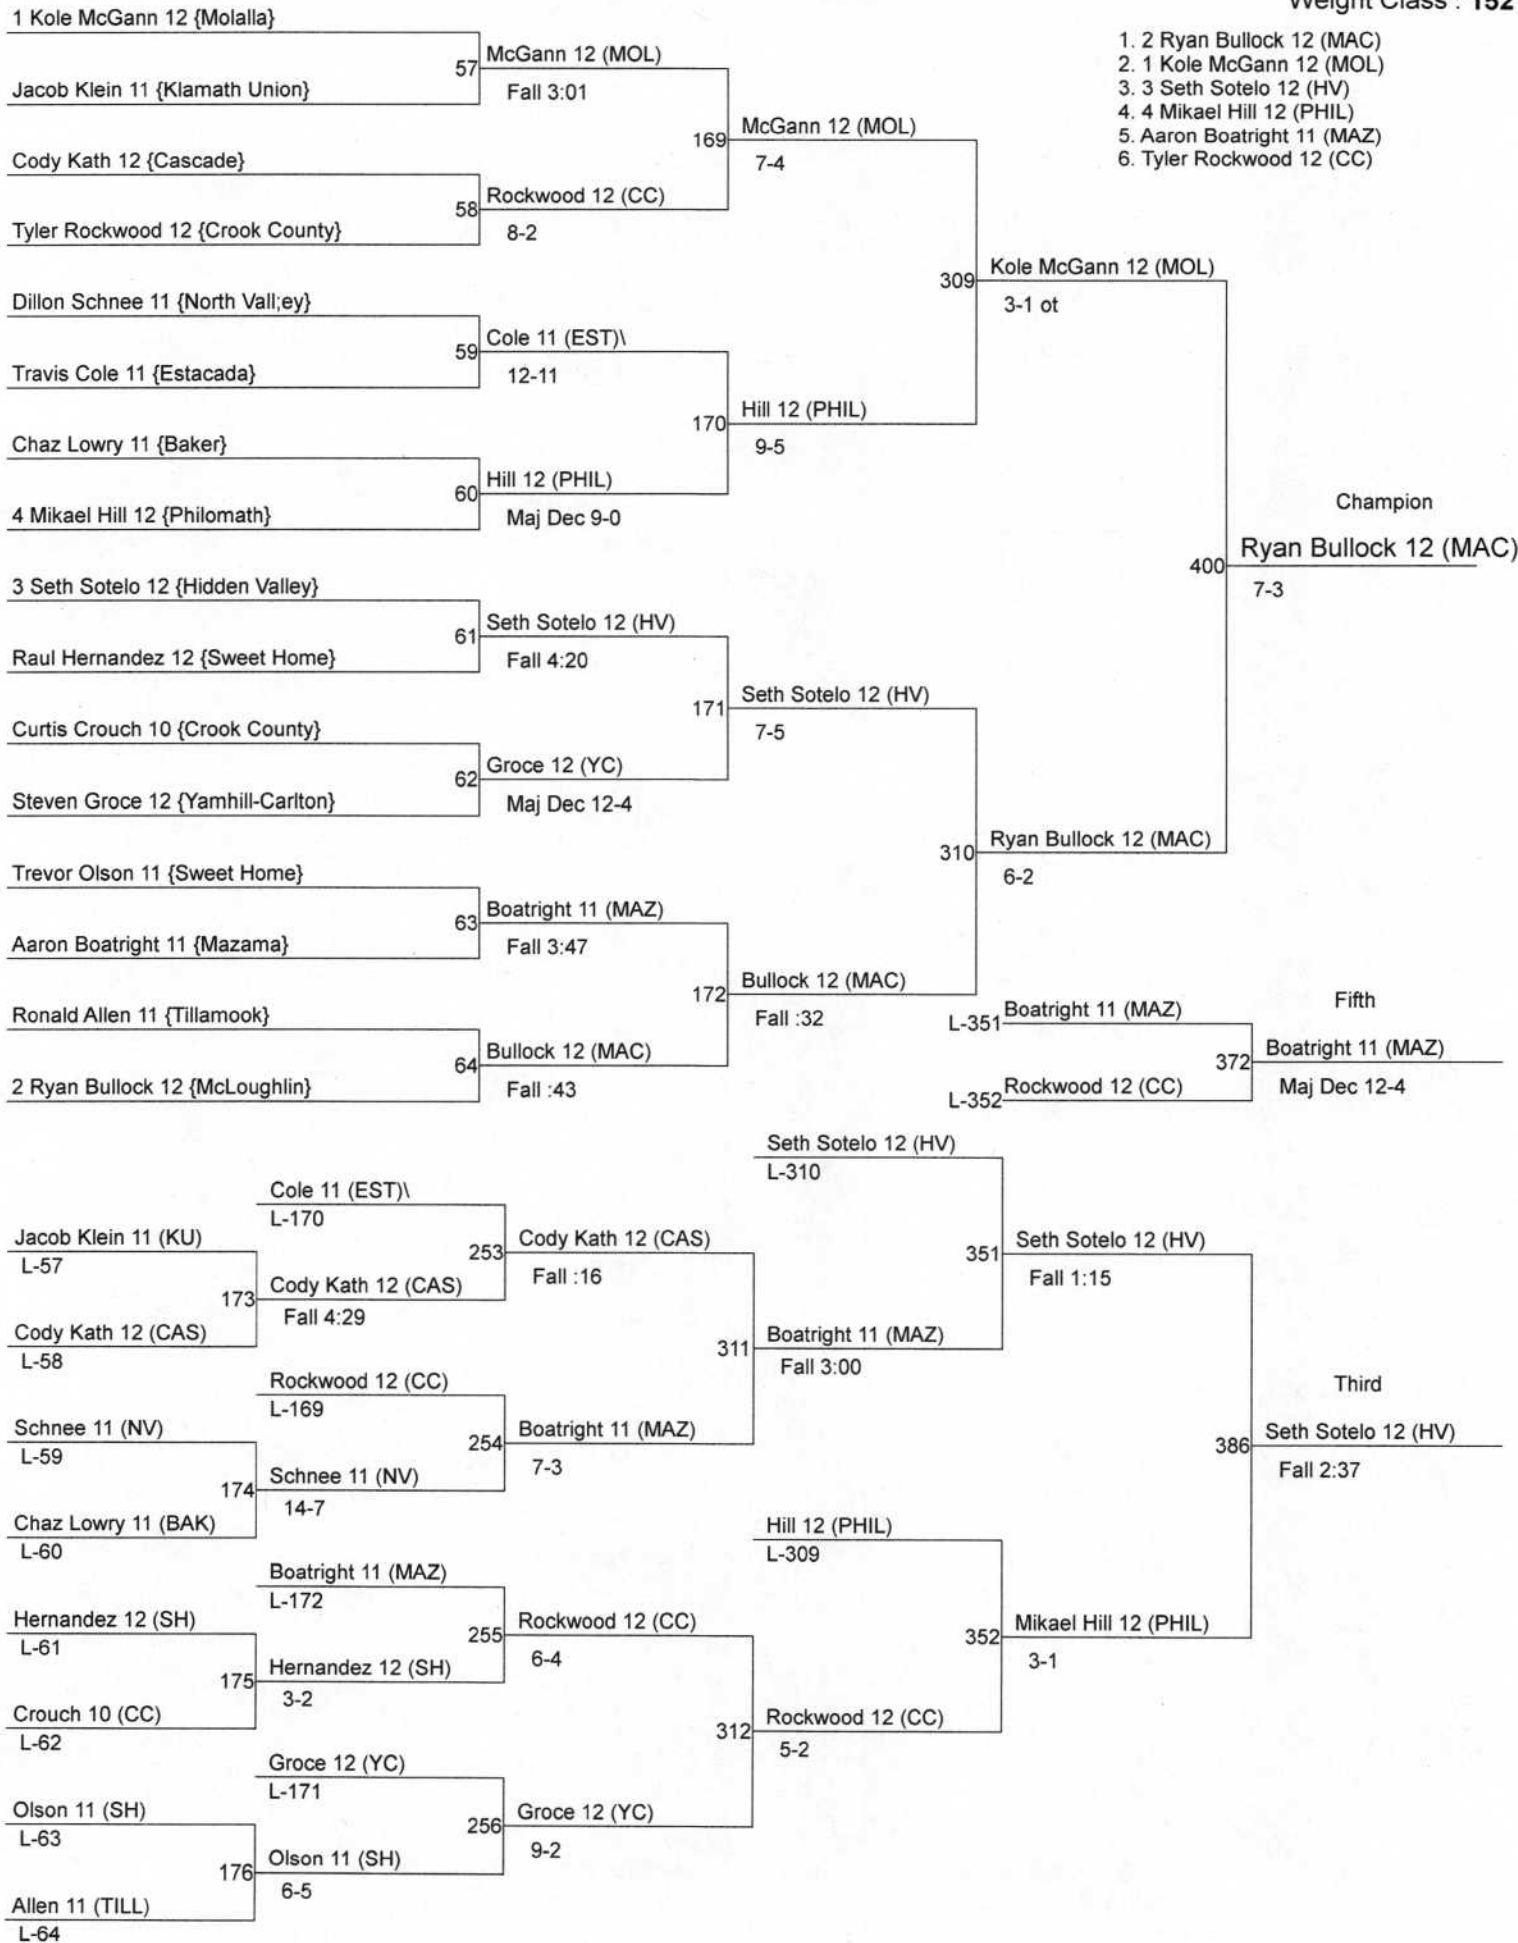 Weight Class : 152
1. 2 Ryan Bullock 12 (MAC)
2. 1 Kole McGann 12 (MOL)
3. 3 Seth Sotelo 12 (HV)
4. 4 Mikael Hill 12 (PHIL)
5. Aaron Boatright 11 (MAZ)
6. Tyler Rockwood 12 (CC)
1 Kole McGann 12 {Molalla}
57
McGann 12 (MOL)
Fall 3:01
Jacob Klein 11 {Klamath Union}
169
McGann 12 (MOL)
7-4
Cody Kath 12 {Cascade}
58
Rockwood 12 (CC)
8-2
Tyler Rockwood 12 {Crook County}
309
Kole McGann 12 (MOL)
3-1 ot
Dillon Schnee 11 {North Vall;ey}
59
Cole 11 (EST)\
12-11
Travis Cole 11 {Estacada}
170
Hill 12 (PHIL)
9-5
Chaz Lowry 11 {Baker}
60
Hill 12 (PHIL)
Maj Dec 9-0
4 Mikael Hill 12 {Philomath}
Champion
400
Ryan Bullock 12 (MAC)
7-3
3 Seth Sotelo 12 {Hidden Valley}
61
Seth Sotelo 12 (HV)
Fall 4:20
Raul Hernandez 12 {Sweet Home}
171
Seth Sotelo 12 (HV)
7-5
Curtis Crouch 10 {Crook County}
62
Groce 12 (YC)
Maj Dec 12-4
Steven Groce 12 {Yamhill-Carlton}
310
Ryan Bullock 12 (MAC)
6-2
Trevor Olson 11 {Sweet Home}
63
Boatright 11 (MAZ)
Fall 3:47
Aaron Boatright 11 {Mazama}
172
Bullock 12 (MAC)
Fall :32
Ronald Allen 11 {Tillamook}
64
Bullock 12 (MAC)
Fall :43
2 Ryan Bullock 12 {McLoughlin}
Fifth
L-351
Boatright 11 (MAZ)
372
Boatright 11 (MAZ)
Maj Dec 12-4
L-352
Rockwood 12 (CC)
Seth Sotelo 12 (HV)
L-310
Cole 11 (EST)\
L-170
Jacob Klein 11 (KU)
L-57
253
Cody Kath 12 (CAS)
Fall :16
351
Seth Sotelo 12 (HV)
Fall 1:15
173
Cody Kath 12 (CAS)
Fall 4:29
Cody Kath 12 (CAS)
L-58
311
Boatright 11 (MAZ)
Fall 3:00
Rockwood 12 (CC)
L-169
Third
Schnee 11 (NV)
L-59
254
Boatright 11 (MAZ)
7-3
386
Seth Sotelo 12 (HV)
Fall 2:37
174
Schnee 11 (NV)
14-7
Chaz Lowry 11 (BAK)
L-60
Hill 12 (PHIL)
L-309
Boatright 11 (MAZ)
L-172
Hernandez 12 (SH)
L-61
255
Rockwood 12 (CC)
6-4
352
Mikael Hill 12 (PHIL)
3-1
175
Hernandez 12 (SH)
3-2
Crouch 10 (CC)
L-62
312
Rockwood 12 (CC)
5-2
Groce 12 (YC)
L-171
Olson 11 (SH)
L-63
256
Groce 12 (YC)
9-2
176
Olson 11 (SH)
6-5
Allen 11 (TILL)
L-64